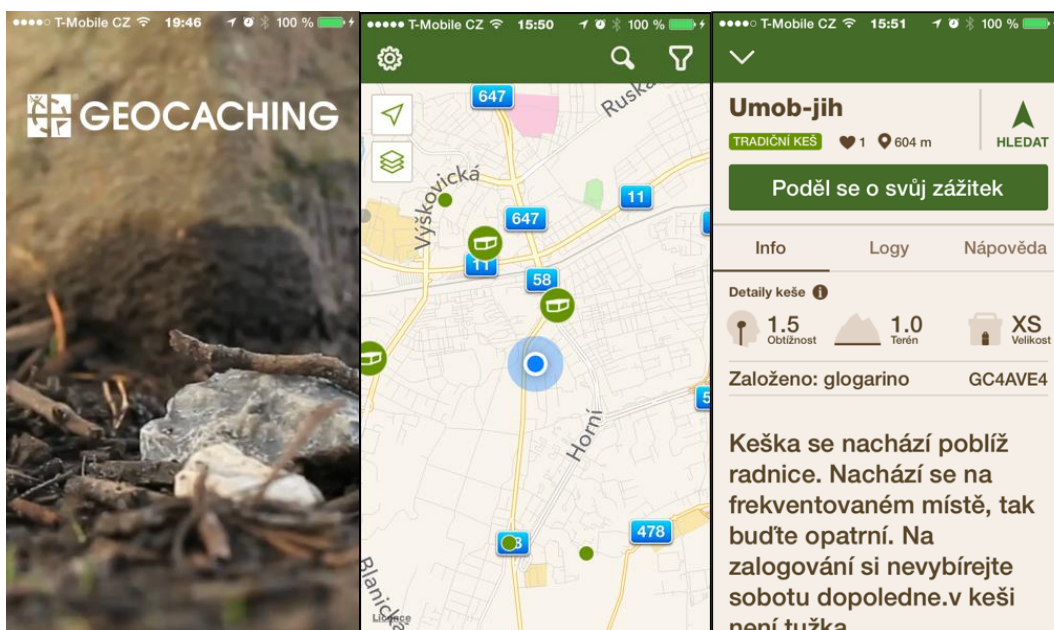 T-Mobile CZ 19:46 100 %
GEOCACHING
T-Mobile CZ 15:50 100 %
647
Ruská
Výškovická
11
647
11
58
Horní
478
Blanická
Licence
T-Mobile CZ 15:51 100 %
Umob-jih
TRADIČNÍ KEŠ 1 604 m
HLEDAT
Poděl se o svůj zážitek
Info Logy Nápověda
Detaily keše
1.5 1.0 XS
Obtížnost Terén Velikost
Založeno: glogarino GC4AVE4
Keška se nachází poblíž
radnice. Nachází se na
frekventovaném místě, tak
buďte opatrní. Na
zalogování si nevybírejte
sobotu dopoledne.v keši
není tužka